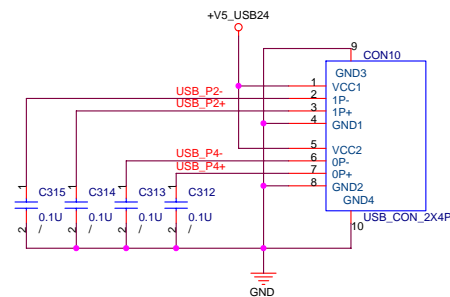 +V5_USB24
9
CON10
GND3
1 VCC1
USB_P2- 2 1P-
USB_P2+ 3 1P+
4 GND1
5 VCC2
USB_P4- 6 0P-
USB_P4+ 7 0P+
8 GND2
GND4
10
USB_CON_2X4P
1 1 1 1
C315 C314 C313 C312
0.1U 0.1U 0.1U 0.1U
2 / 2 / 2 / 2 /
GND